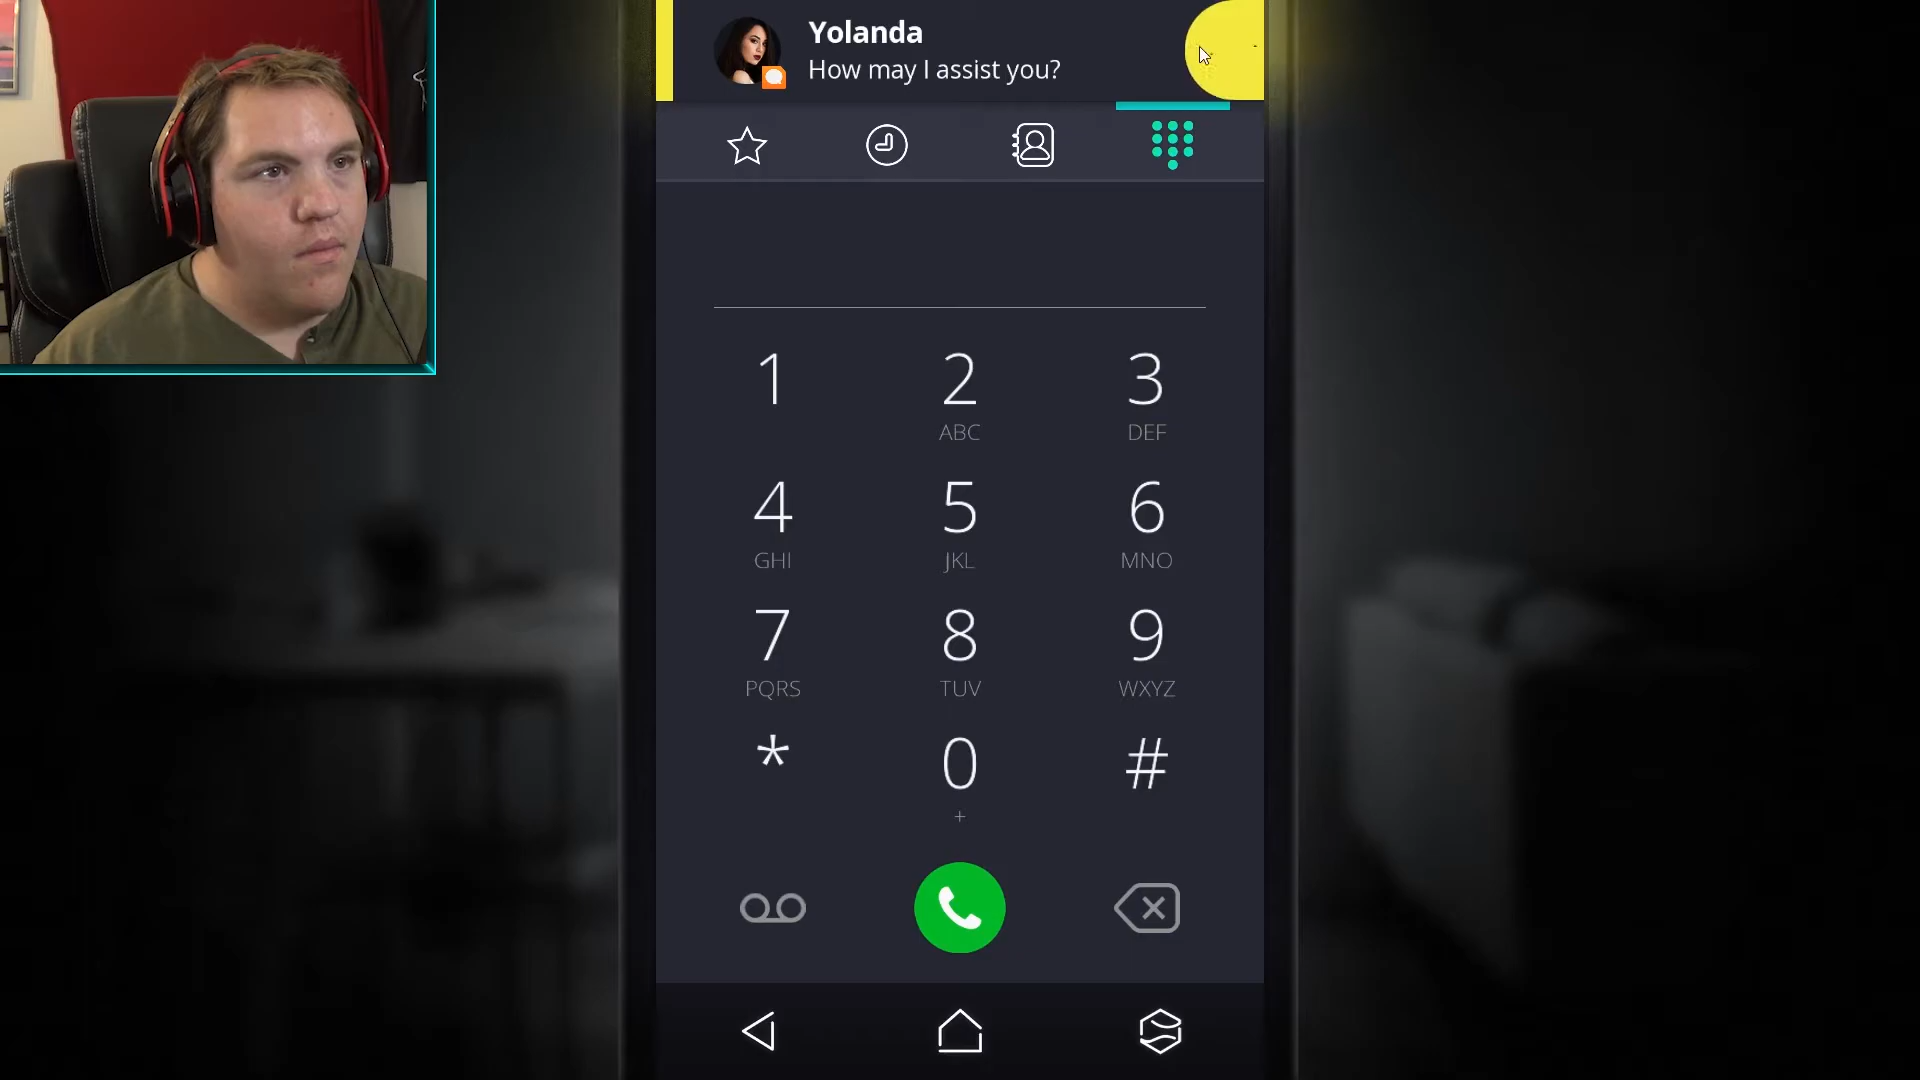 Yolanda
How may I assist you?
1 2 3
ABC DEF
4 5 6
GHI JKL MNO
7 8 9
PQRS TUV WXYZ
* 0 #
+